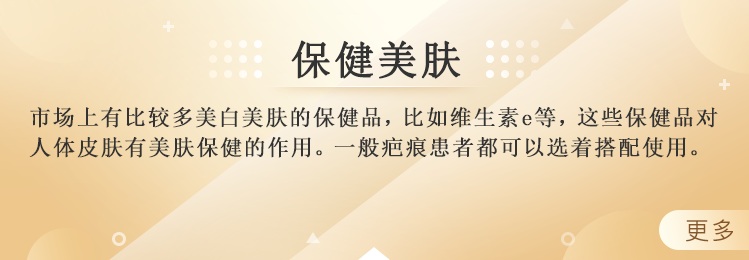 保健美肤
市场上有比较多美白美肤的保健品，比如维生素e等，这些保健品对
人体皮肤有美肤保健的作用。一般疤痕患者都可以选着搭配使用。
更多